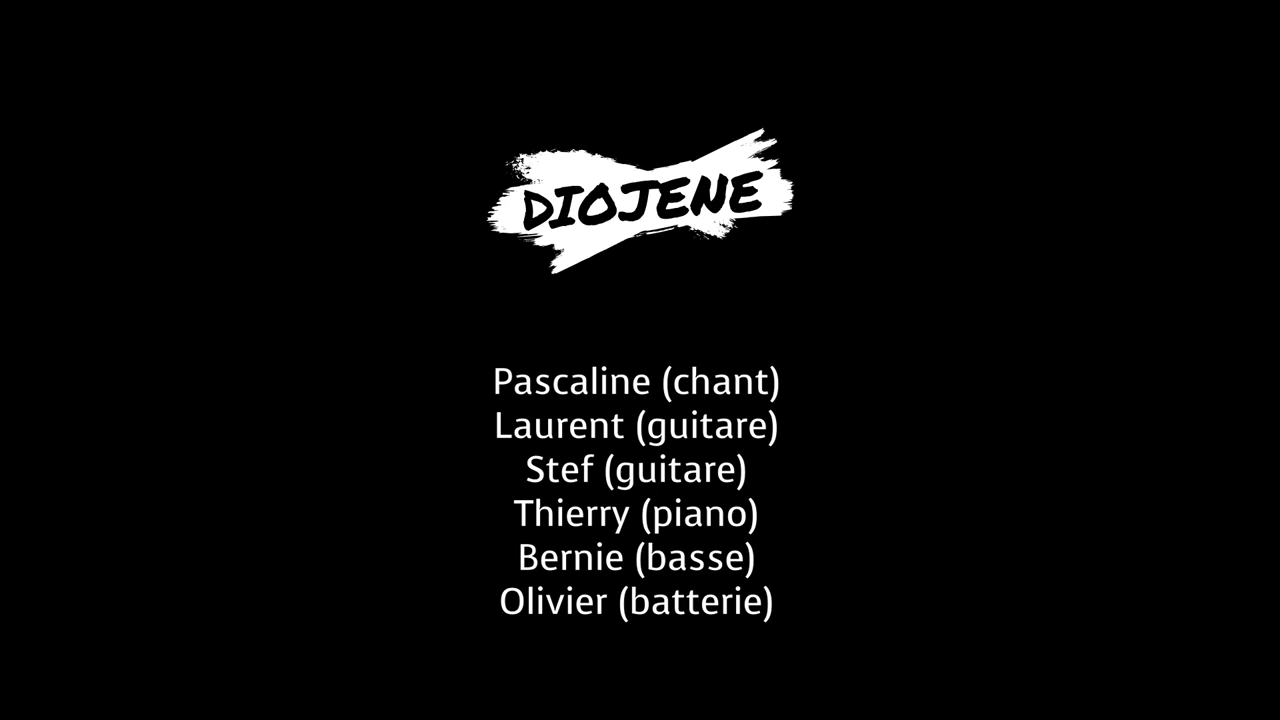 DIOJENE
Pascaline (chant)
Laurent (guitare)
Stef (guitare)
Thierry (piano)
Bernie (basse)
Olivier (batterie)